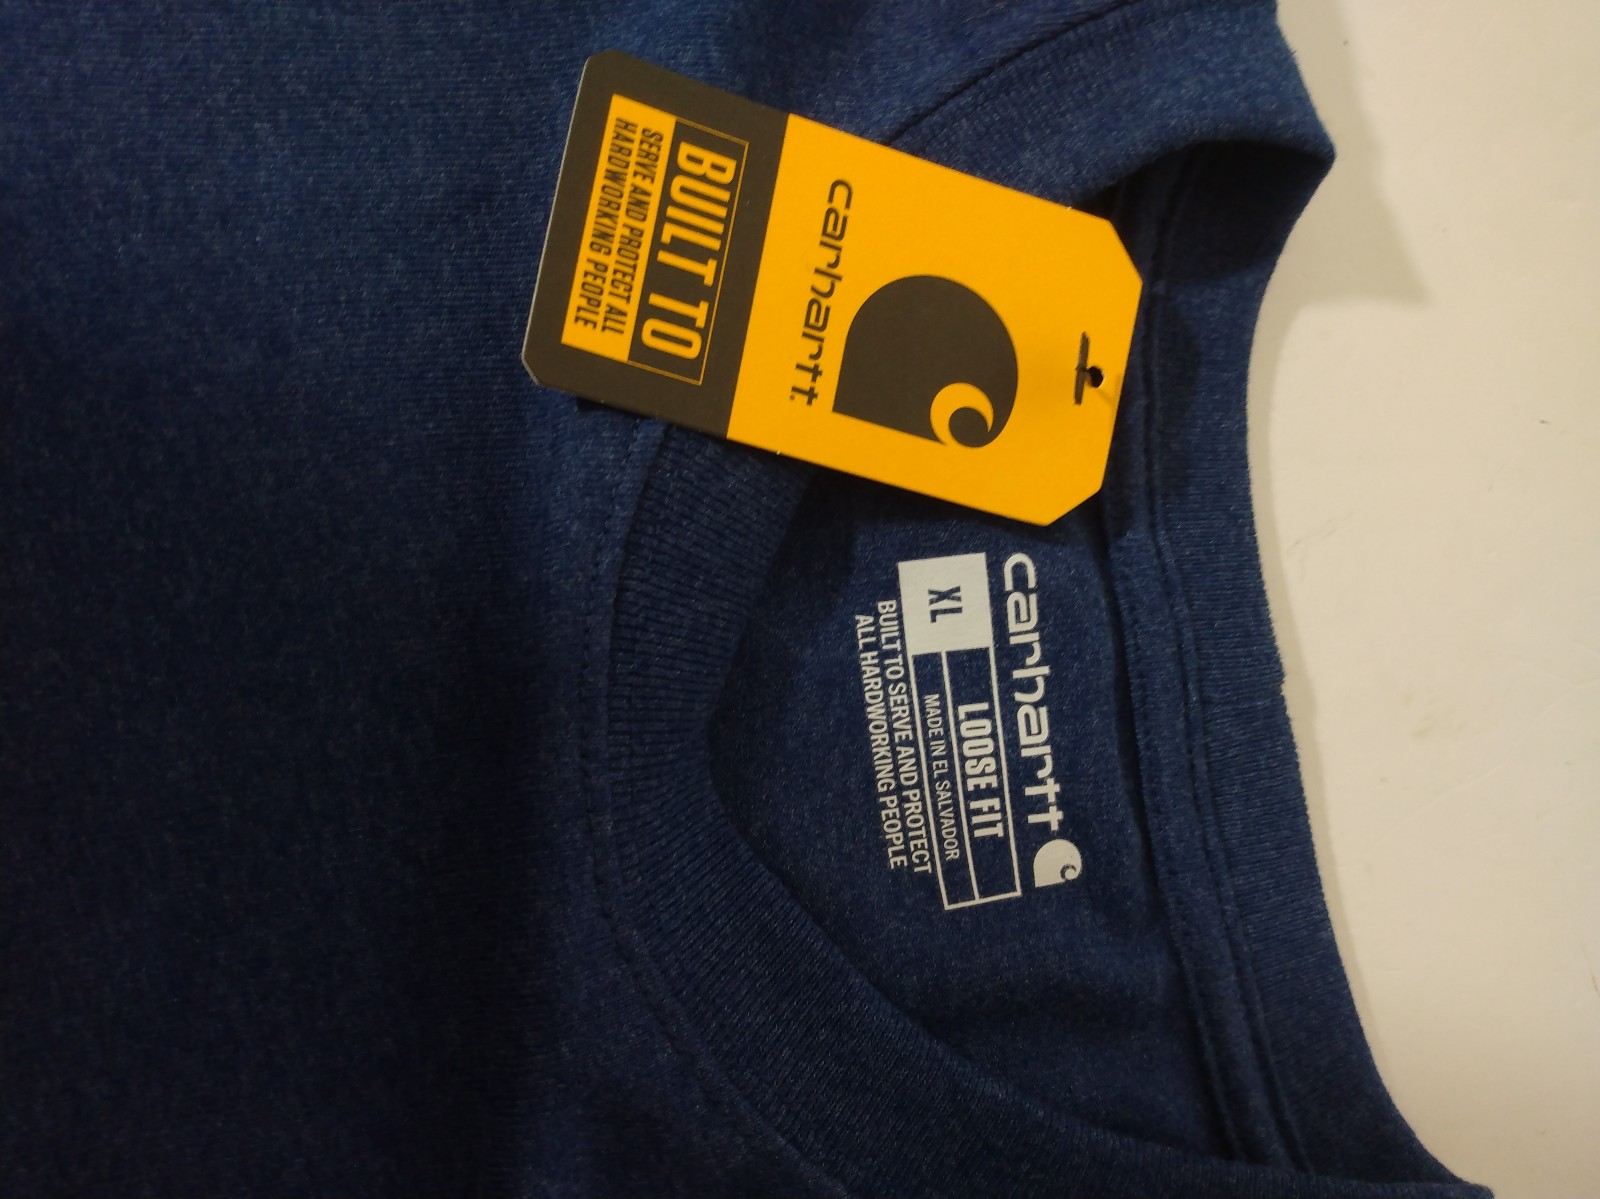 carhartt.
BUILT TO
SERVE AND PROTECT ALL
HARDWORKING PEOPLE
carhartt
XL
LOOSE FIT
MADE IN EL SALVADOR
BUILT TO SERVE AND PROTECT
ALL HARDWORKING PEOPLE